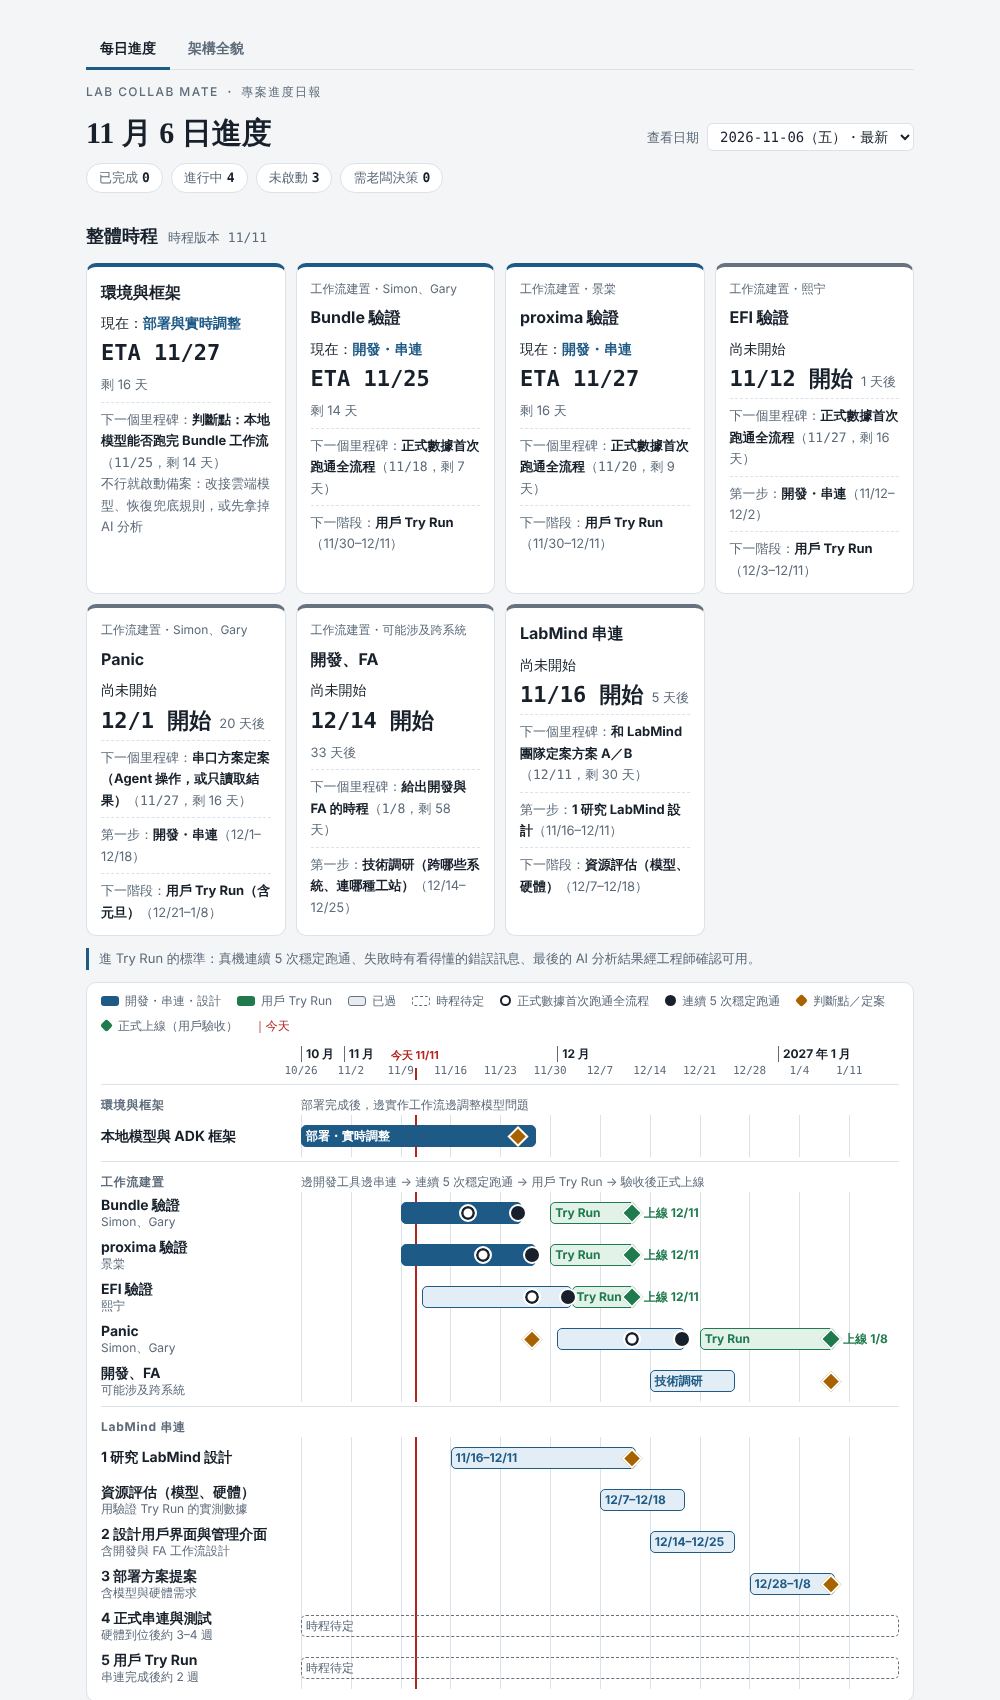 每日進度 架構全貌
LAB COLLAB MATE · 專案進度日報
11 月 6 日進度
查看日期 2026-11-06（五）· 最新
已完成 0 進行中 4 未啟動 3 需老闆決策 0
整體時程 時程版本 11/11
環境與框架
現在：部署與實時調整
ETA 11/27
剩 16 天
下一個里程碑：判斷點：本地
模型能否跑完 Bundle 工作流
（11/25，剩 14 天）
不行就啟動備案：改接雲端模
型、恢復兜底規則，或先拿掉
AI 分析
工作流建置・Simon、Gary
Bundle 驗證
現在：開發・串連
ETA 11/25
剩 14 天
下一個里程碑：正式數據首次
跑通全流程（11/18，剩 7
天）
下一階段：用戶 Try Run
（11/30–12/11）
工作流建置・景棠
proxima 驗證
現在：開發・串連
ETA 11/27
剩 16 天
下一個里程碑：正式數據首次
跑通全流程（11/20，剩 9
天）
下一階段：用戶 Try Run
（11/30–12/11）
工作流建置・熙宁
EFI 驗證
尚未開始
11/12 開始 1 天後
下一個里程碑：正式數據首次
跑通全流程（11/27，剩 16
天）
第一步：開發・串連（11/12–
12/2）
下一階段：用戶 Try Run
（12/3–12/11）
工作流建置・Simon、Gary
Panic
尚未開始
12/1 開始 20 天後
下一個里程碑：串口方案定案
（Agent 操作，或只讀取結
果）（11/27，剩 16 天）
第一步：開發・串連（12/1–
12/18）
下一階段：用戶 Try Run（含
元旦）（12/21–1/8）
工作流建置・可能涉及跨系統
開發、FA
尚未開始
12/14 開始
33 天後
下一個里程碑：給出開發與
FA 的時程（1/8，剩 58
天）
第一步：技術調研（跨哪些系
統、連哪種工站）（12/14–
12/25）
LabMind 串連
尚未開始
11/16 開始 5 天後
下一個里程碑：和 LabMind
團隊定案方案 A／B
（12/11，剩 30 天）
第一步：1 研究 LabMind 設
計（11/16–12/11）
下一階段：資源評估（模型、
硬體）（12/7–12/18）
進 Try Run 的標準：真機連續 5 次穩定跑通、失敗時有看得懂的錯誤訊息、最後的 AI 分析結果經工程師確認可用。
開發・串連・設計 用戶 Try Run 已過 時程待定 正式數據首次跑通全流程 連續 5 次穩定跑通 判斷點／定案
正式上線（用戶驗收） ｜今天
10 月 11 月 今天 11/11 12 月 2027 年 1 月
10/26 11/2 11/9 11/16 11/23 11/30 12/7 12/14 12/21 12/28 1/4 1/11
環境與框架 部署完成後，邊實作工作流邊調整模型問題
本地模型與 ADK 框架 部署・實時調整
工作流建置 邊開發工具邊串連 → 連續 5 次穩定跑通 → 用戶 Try Run → 驗收後正式上線
Bundle 驗證
Simon、Gary
Try Run 上線 12/11
proxima 驗證
景棠
Try Run 上線 12/11
EFI 驗證
熙宁
Try Run 上線 12/11
Panic
Simon、Gary
Try Run 上線 1/8
開發、FA
可能涉及跨系統
技術調研
LabMind 串連
1 研究 LabMind 設計 11/16–12/11
資源評估（模型、硬體）
用驗證 Try Run 的實測數據
12/7–12/18
2 設計用戶界面與管理介面
含開發與 FA 工作流設計
12/14–12/25
3 部署方案提案
含模型與硬體需求
12/28–1/8
4 正式串連與測試
硬體到位後約 3–4 週
時程待定
5 用戶 Try Run
串連完成後約 2 週
時程待定